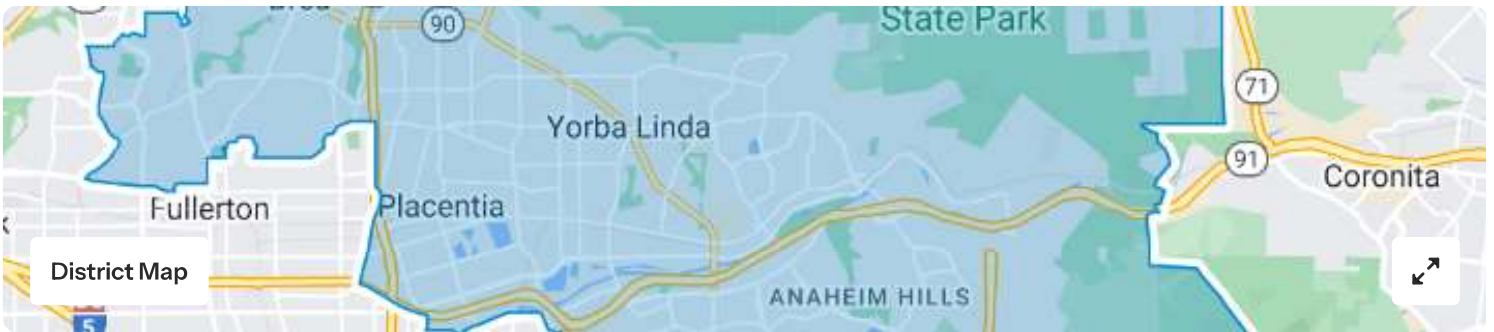 90
State Park
71
Yorba Linda
91
Coronita
Placentia
Fullerton
District Map
ANAHEIM HILLS
5